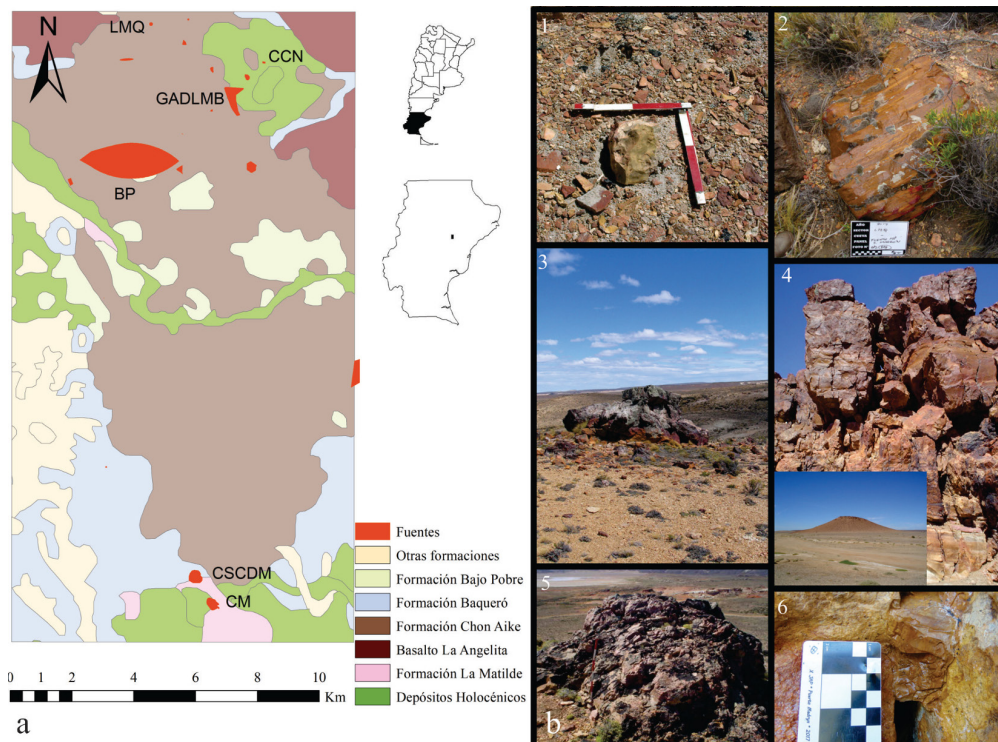 N
LMQ
CCN
GADLMB
BP
CSCDM
CM
Fuentes
Otras formaciones
Formación Bajo Pobre
Formación Baqueró
Formación Chon Aike
Basalto La Angelita
Formación La Matilde
Depósitos Holocénicos
0 2 4 6 8 10
Km
a
b
1
2
AÑO
SECTOR
3
4
5
6